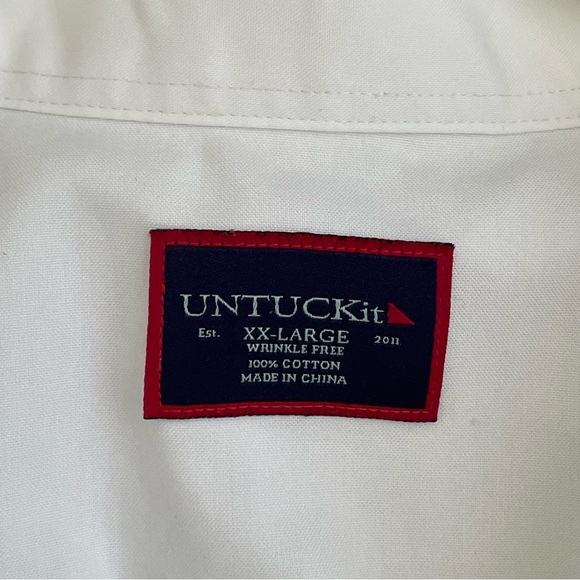 UNTUCKit
Est. XX-LARGE 2011
WRINKLE FREE
100% COTTON
MADE IN CHINA